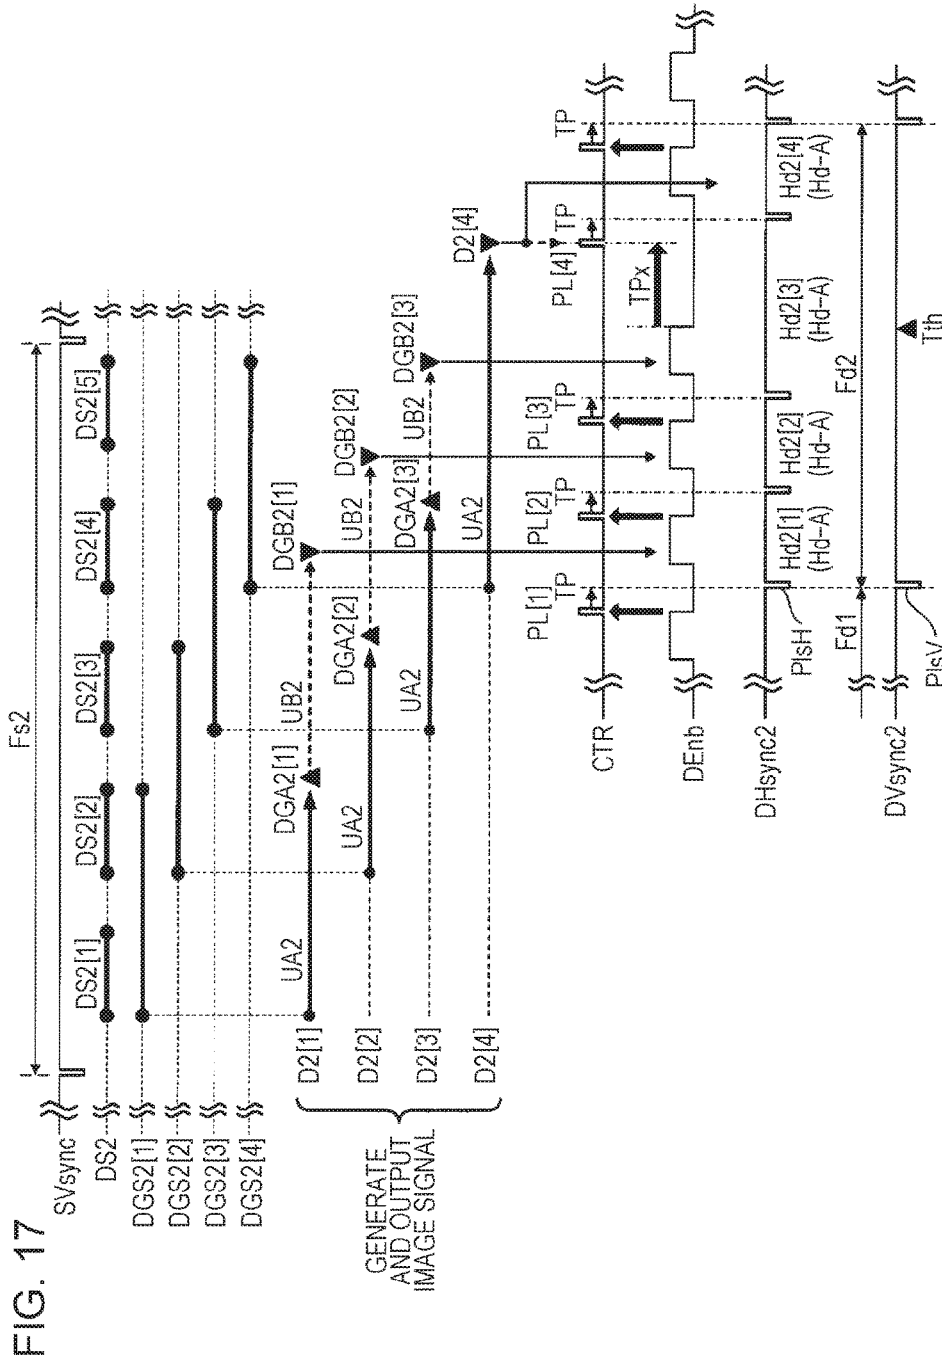 FIG. 17
Fs2
SVsync
DS2
DS2[1]
DS2[2]
DS2[3]
DS2[4]
DS2[5]
DGS2[1]
DGS2[2]
DGS2[3]
DGS2[4]
GENERATE
AND OUTPUT
IMAGE SIGNAL
D2[1]
UA2
DGA2[1]
UB2
DGB2[1]
D2[2]
UA2
DGA2[2]
UB2
DGB2[2]
D2[3]
UA2
DGA2[3]
UB2
DGB2[3]
D2[4]
UA2
D2[4]
CTR
PL[1]
TP
PL[2]
TP
PL[3]
TP
PL[4]
TP
TP
DEnb
TPx
DHsync2
PlsH
Hd2[1]
(Hd-A)
Hd2[2]
(Hd-A)
Hd2[3]
(Hd-A)
Hd2[4]
(Hd-A)
Fd1
Fd2
DVsync2
PlsV
Tth